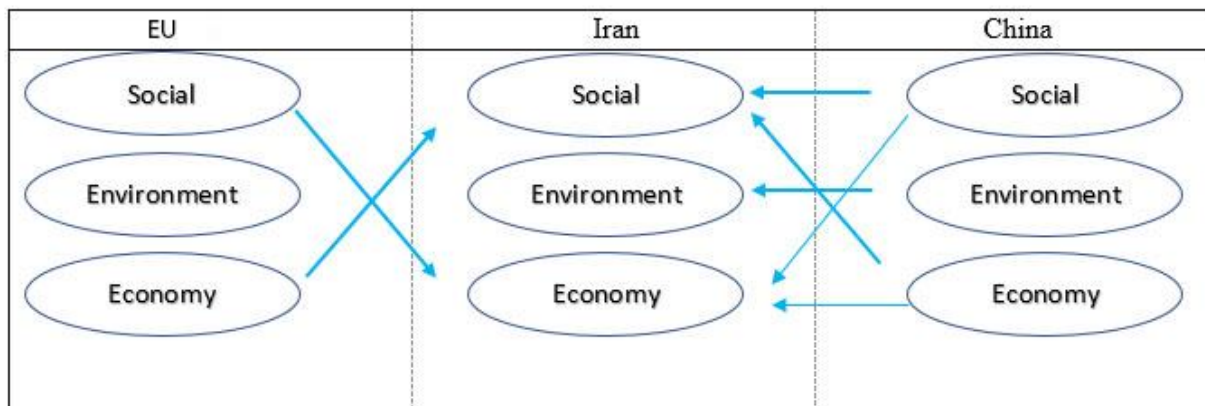 EU Iran China
Social Social Social
Environment Environment Environment
Economy Economy Economy